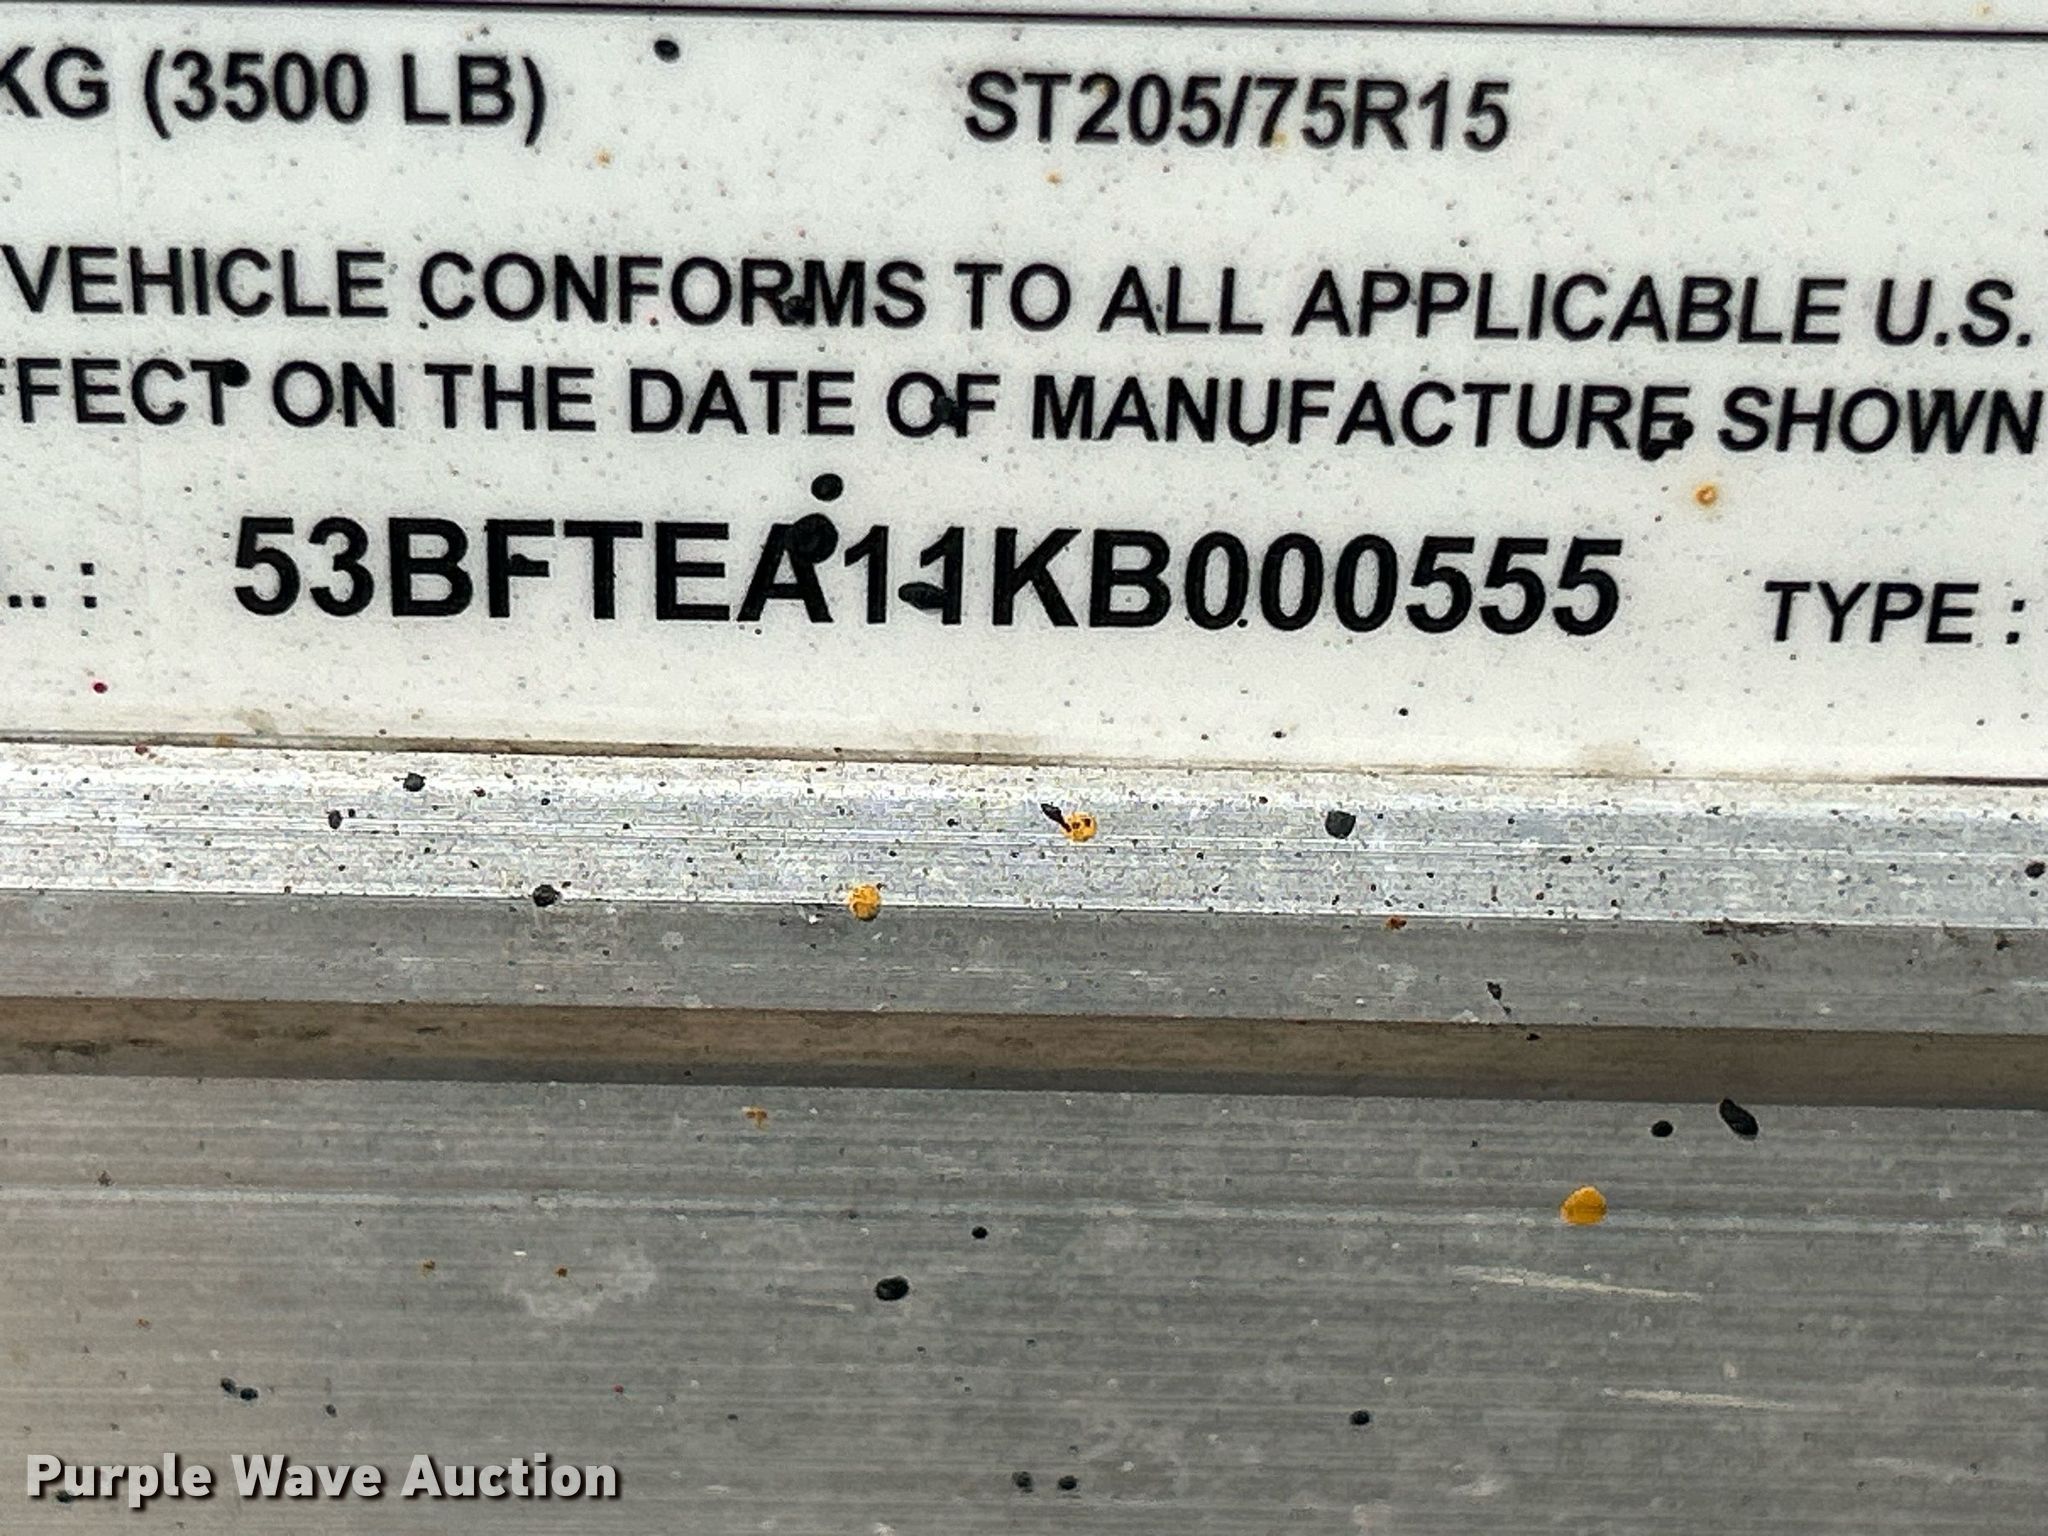 KG (3500 LB) ST205/75R15
VEHICLE CONFORMS TO ALL APPLICABLE U.S.
FFECT ON THE DATE OF MANUFACTURE SHOWN
..: 53BFTEA11KB000555 TYPE :
Purple Wave Auction